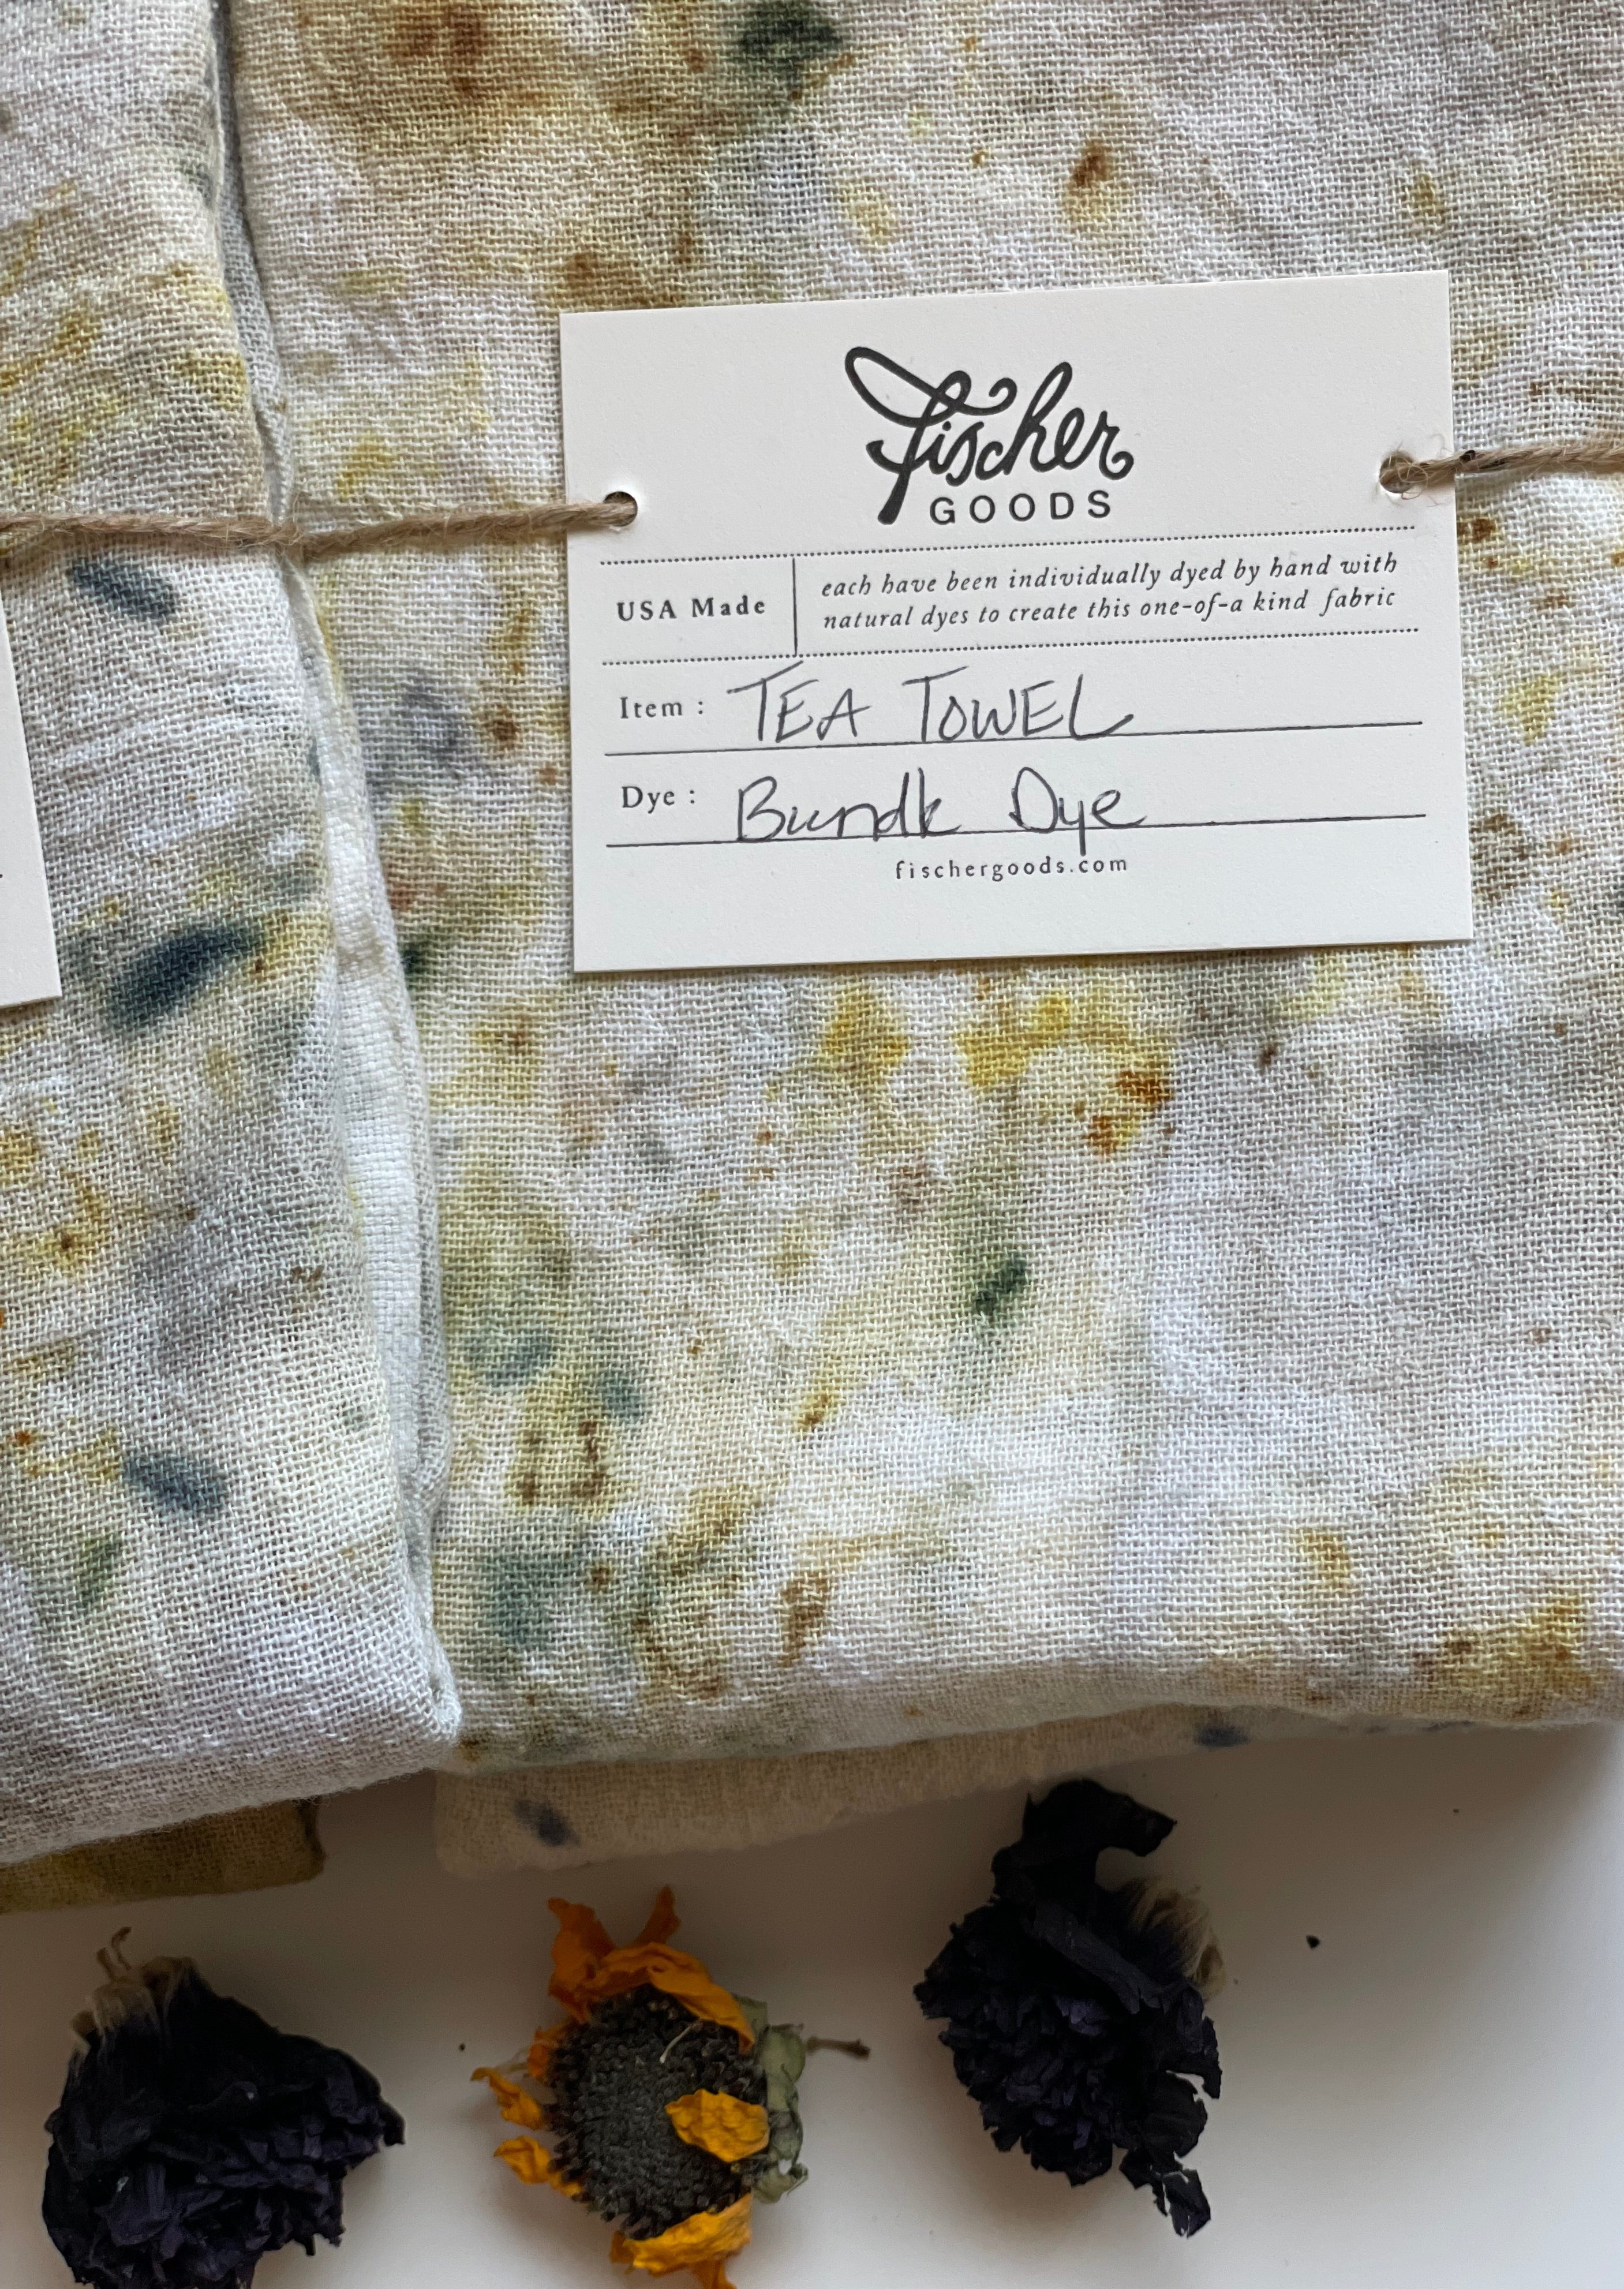 Fischer
GOODS
USA Made
each have been individually dyed by hand with
natural dyes to create this one-of-a kind fabric
Item : TEA TOWEL
Dye : Bundle Dye
fischergoods.com